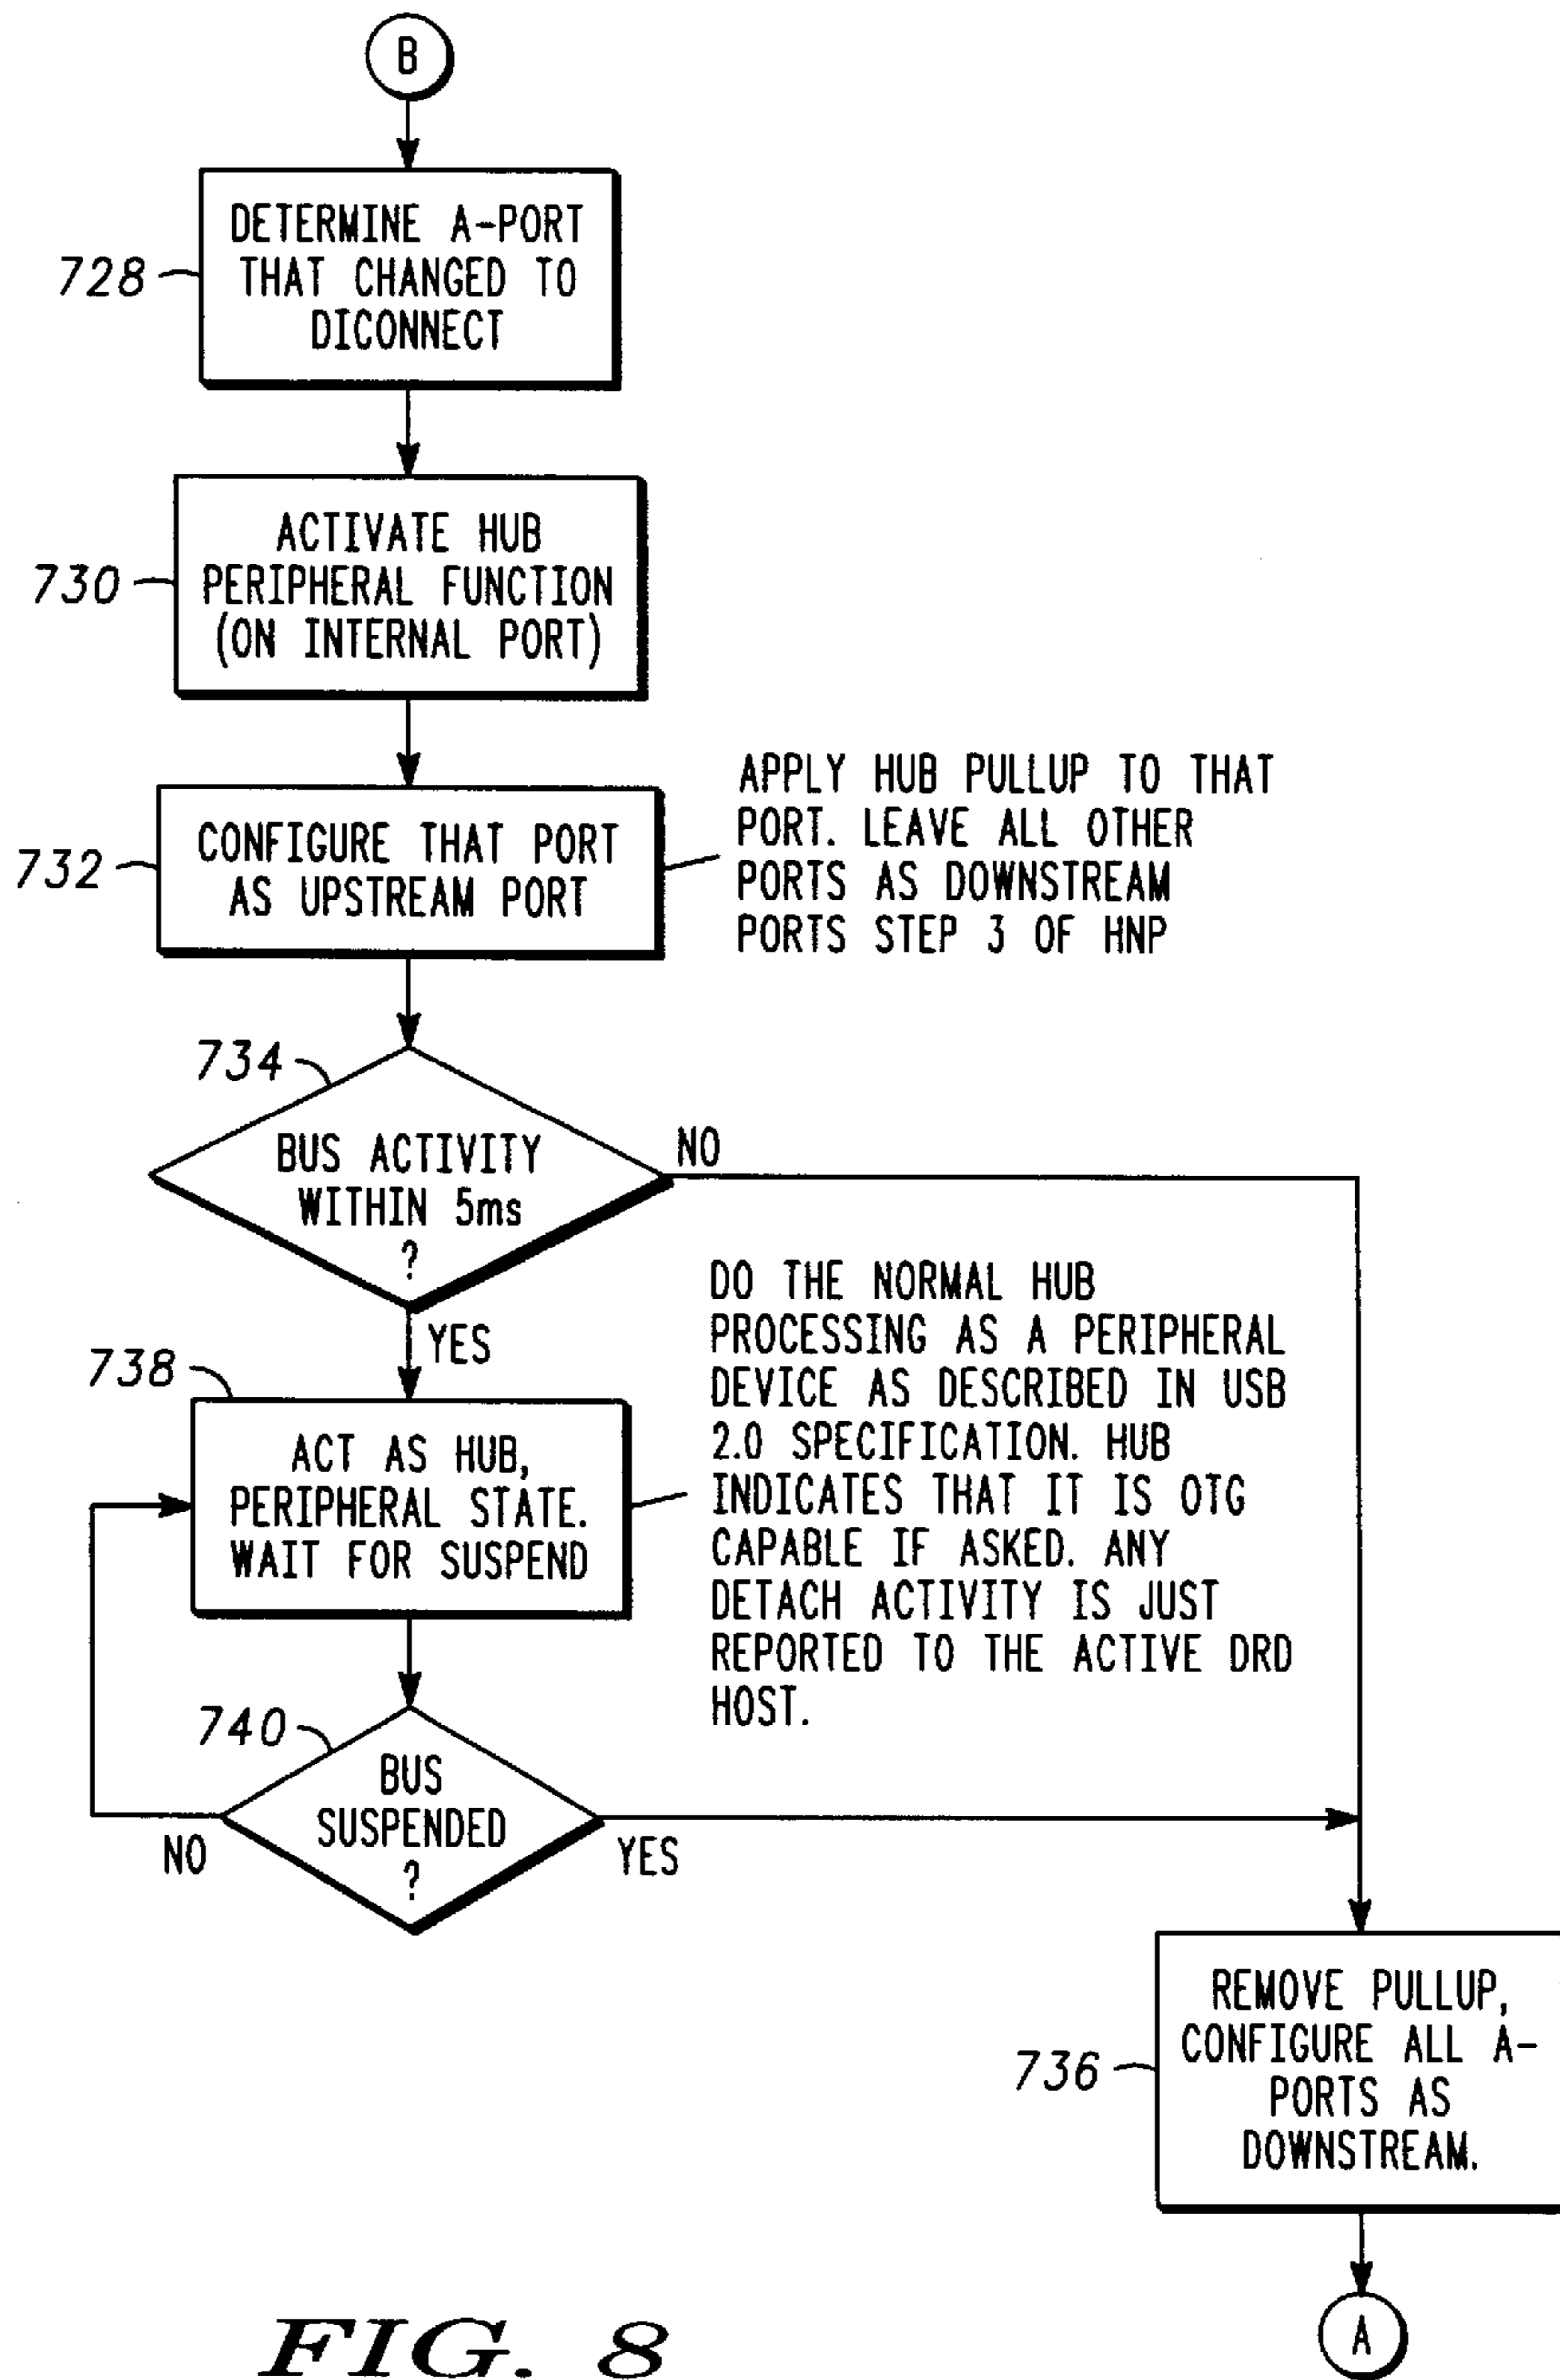 B
DETERMINE A-PORT
THAT CHANGED TO
DICONNECT
728
ACTIVATE HUB
PERIPHERAL FUNCTION
(ON INTERNAL PORT)
730
CONFIGURE THAT PORT
AS UPSTREAM PORT
732
APPLY HUB PULLUP TO THAT
PORT. LEAVE ALL OTHER
PORTS AS DOWNSTREAM
PORTS STEP 3 OF HNP
734
BUS ACTIVITY
WITHIN 5ms
?
NO
YES
738
ACT AS HUB,
PERIPHERAL STATE.
WAIT FOR SUSPEND
DO THE NORMAL HUB
PROCESSING AS A PERIPHERAL
DEVICE AS DESCRIBED IN USB
2.0 SPECIFICATION. HUB
INDICATES THAT IT IS OTG
CAPABLE IF ASKED. ANY
DETACH ACTIVITY IS JUST
REPORTED TO THE ACTIVE DRD
HOST.
740
BUS
SUSPENDED
?
NO
YES
REMOVE PULLUP,
CONFIGURE ALL A-
PORTS AS
DOWNSTREAM.
736
A
FIG. 8